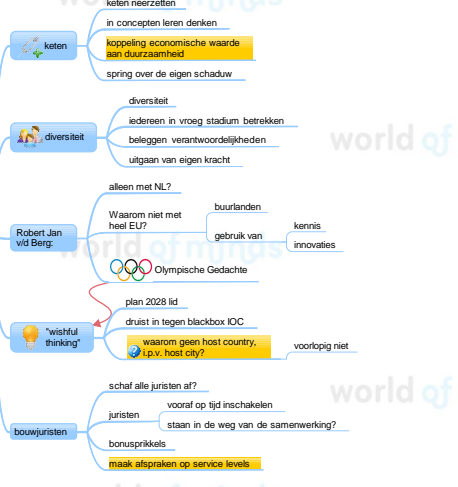 keten neerzetten
in concepten leren denken
keten
koppeling economische waarde
aan duurzaamheid
spring over de eigen schaduw
diversiteit
iedereen in vroeg stadium betrekken
diversiteit
beleggen verantwoordelijkheden
uitgaan van eigen kracht
world of
alleen met NL?
Waarom niet met
heel EU?
buurlanden
gebruik van
kennis
innovaties
Robert Jan
v/d Berg:
world of minds
Olympische Gedachte
plan 2028 lid
druist in tegen blackbox IOC
"wishful
thinking"
waarom geen host country,
i.p.v. host city?
voorlopig niet
schaf alle juristen af?
world of
juristen
vooraf op tijd inschakelen
staan in de weg van de samenwerking?
bouwjuristen
bonusprikkels
maak afspraken op service levels